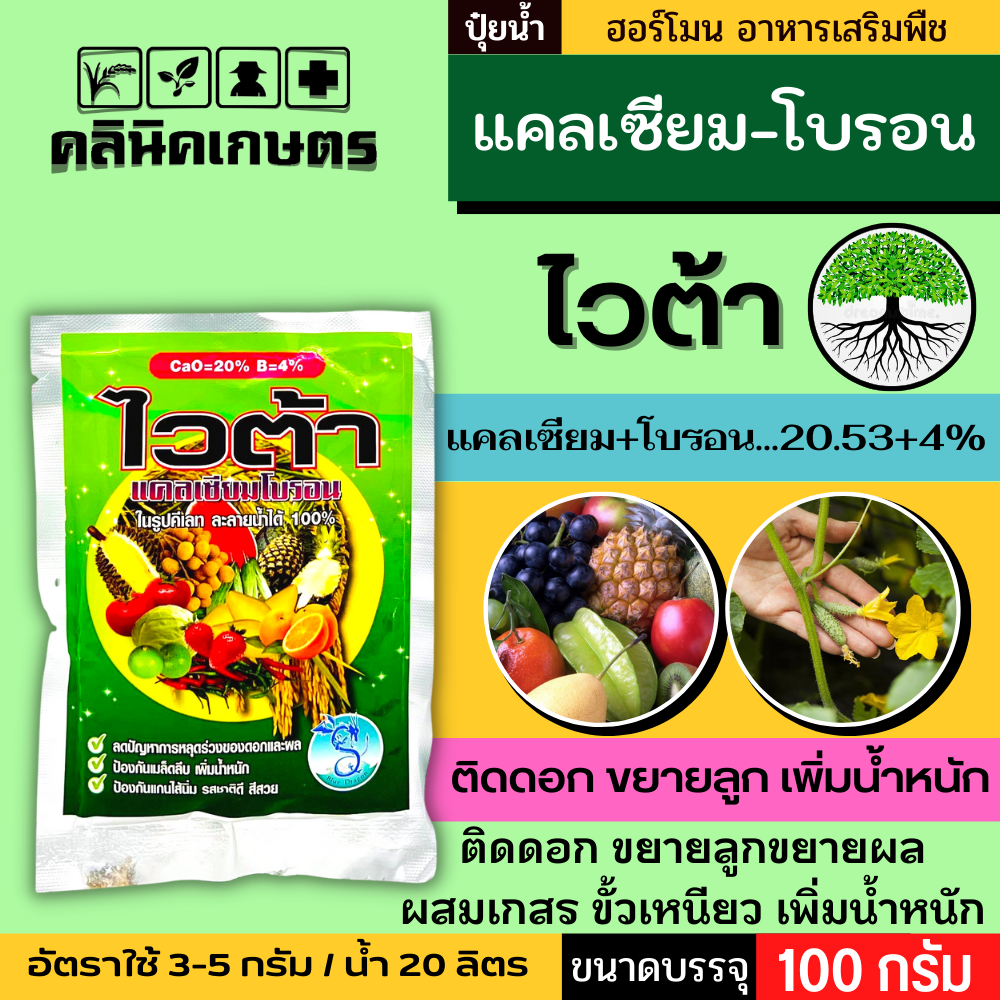 คลินิคเกษตร
ปุ๋ยน้ำ
ฮอร์โมน อาหารเสริมพืช
แคลเซียม-โบรอน
ไวต้า
แคลเซียม+โบรอน...20.53+4%
CaO=20% B=4%
ไวต้า
แคลเซียมโบรอน
ในรูปคีเลท ละลายน้ำได้ 100%
ลดปัญหาการหลุดร่วงของดอกและผล
ป้องกันเมล็ดลีบ เพิ่มน้ำหนัก
ป้องกันแกนไส้นิ่ม รสชาติดี สีสวย
Blue Dragon
ติดดอก ขยายลูก เพิ่มน้ำหนัก
ติดดอก ขยายลูกขยายผล
ผสมเกสร ขั้วเหนียว เพิ่มน้ำหนัก
อัตราใช้ 3-5 กรัม / น้ำ 20 ลิตร
ขนาดบรรจุ
100 กรัม